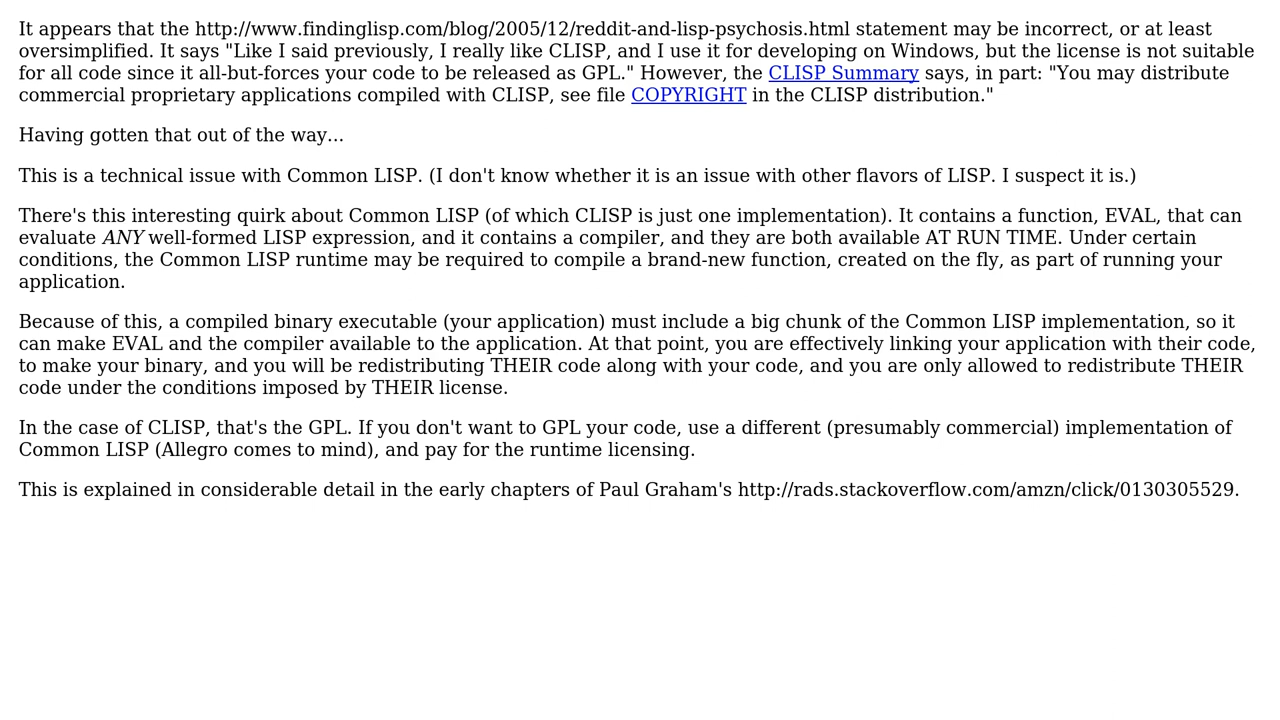 It appears that the http://www.findinglisp.com/blog/2005/12/reddit-and-lisp-psychosis.html statement may be incorrect, or at least
oversimplified. It says "Like I said previously, I really like CLISP, and I use it for developing on Windows, but the license is not suitable
for all code since it all-but-forces your code to be released as GPL." However, the CLISP Summary says, in part: "You may distribute
commercial proprietary applications compiled with CLISP, see file COPYRIGHT in the CLISP distribution."
Having gotten that out of the way...
This is a technical issue with Common LISP. (I don't know whether it is an issue with other flavors of LISP. I suspect it is.)
There's this interesting quirk about Common LISP (of which CLISP is just one implementation). It contains a function, EVAL, that can
evaluate ANY well-formed LISP expression, and it contains a compiler, and they are both available AT RUN TIME. Under certain
conditions, the Common LISP runtime may be required to compile a brand-new function, created on the fly, as part of running your
application.
Because of this, a compiled binary executable (your application) must include a big chunk of the Common LISP implementation, so it
can make EVAL and the compiler available to the application. At that point, you are effectively linking your application with their code,
to make your binary, and you will be redistributing THEIR code along with your code, and you are only allowed to redistribute THEIR
code under the conditions imposed by THEIR license.
In the case of CLISP, that's the GPL. If you don't want to GPL your code, use a different (presumably commercial) implementation of
Common LISP (Allegro comes to mind), and pay for the runtime licensing.
This is explained in considerable detail in the early chapters of Paul Graham's http://rads.stackoverflow.com/amzn/click/0130305529.